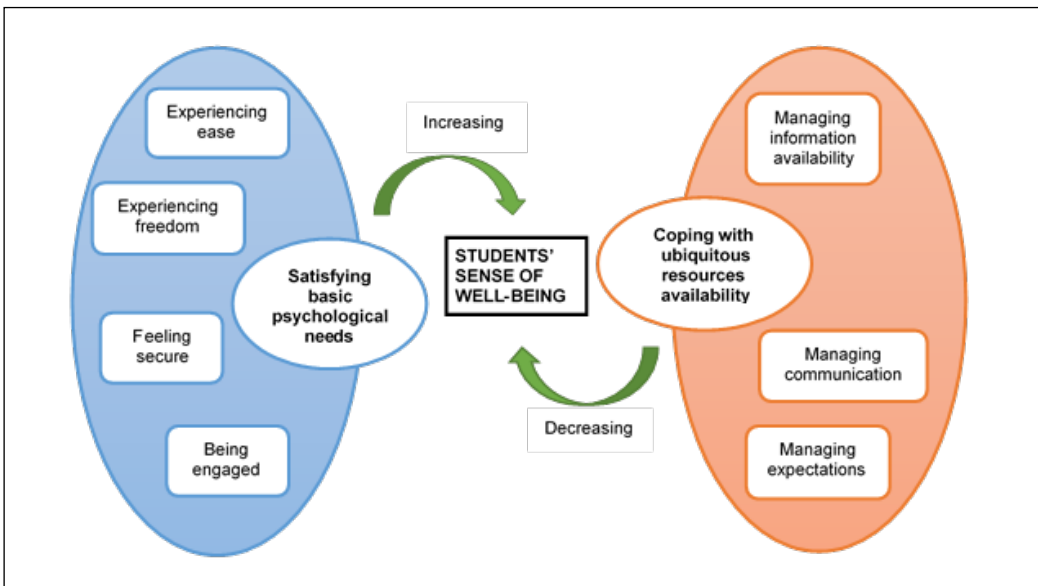 Experiencing
ease
Experiencing
freedom
Satisfying
basic
psychological
needs
Feeling
secure
Being
engaged
Increasing
STUDENTS'
SENSE OF
WELL-BEING
Decreasing
Managing
information
availability
Coping with
ubiquitous
resources
availability
Managing
communication
Managing
expectations